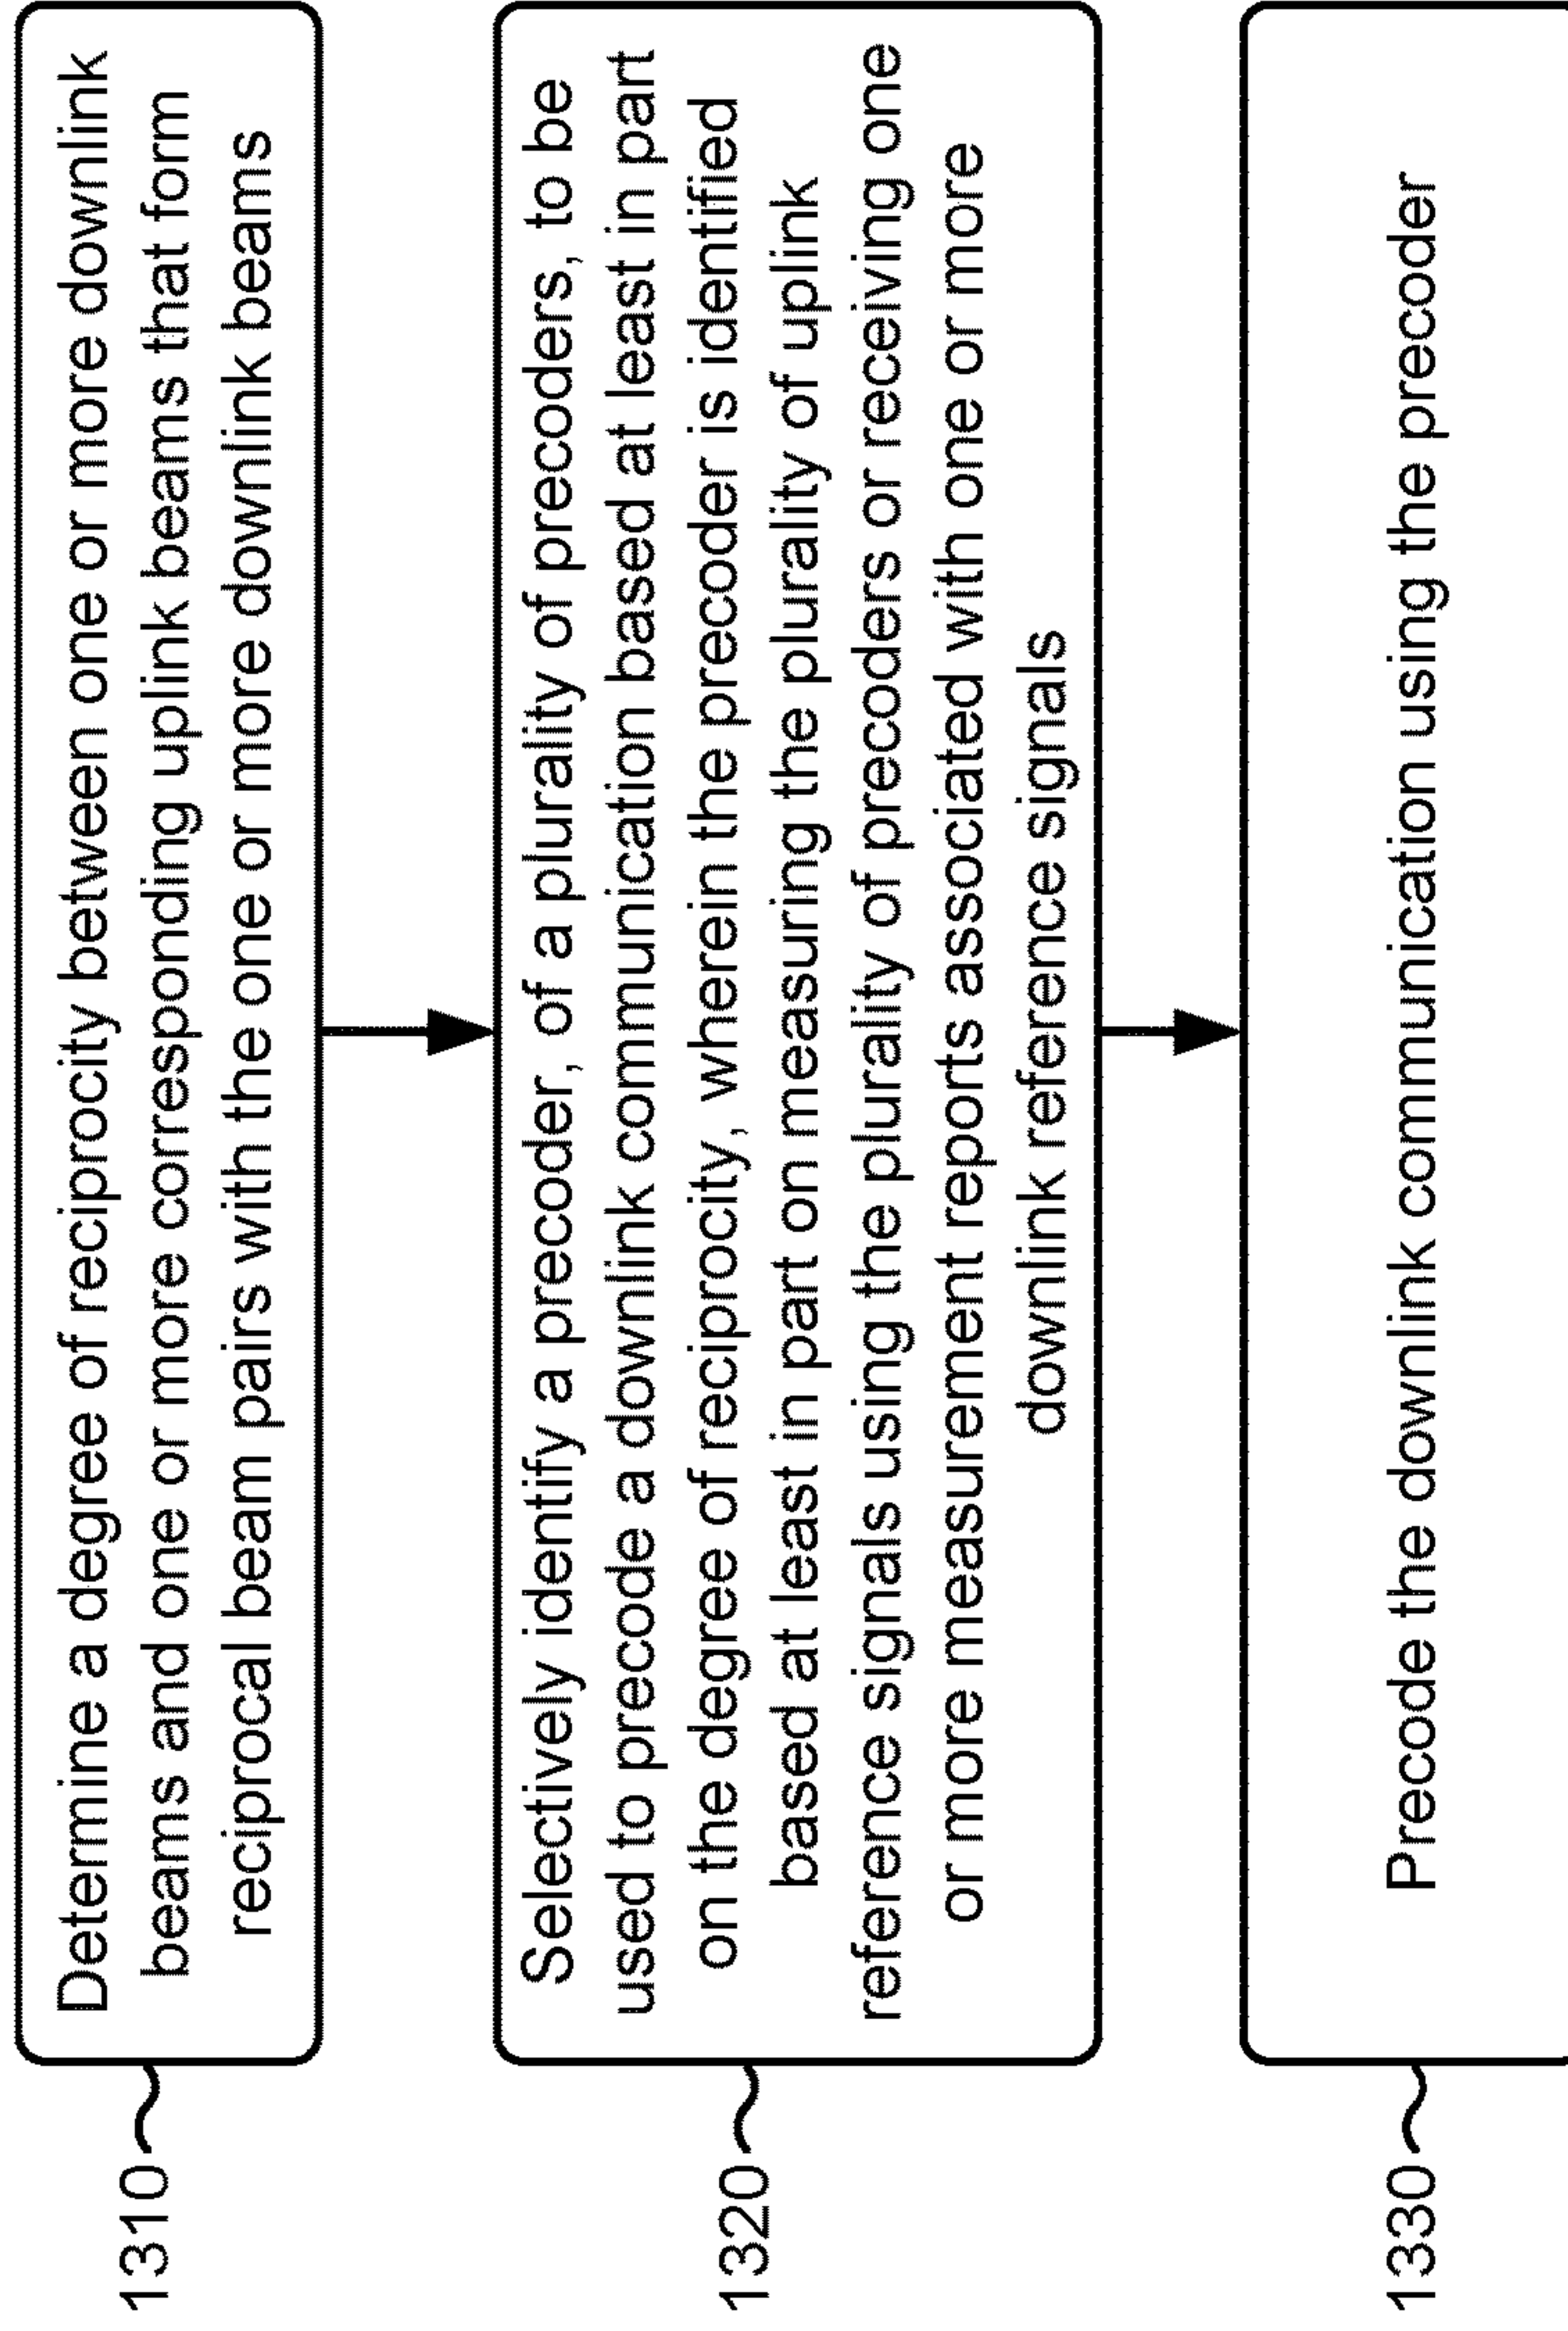 1310
Determine a degree of reciprocity between one or more downlink
beams and one or more corresponding uplink beams that form
reciprocal beam pairs with the one or more downlink beams
1320
Selectively identify a precoder, of a plurality of precoders, to be
used to precode a downlink communication based at least in part
on the degree of reciprocity, wherein the precoder is identified
based at least in part on measuring the plurality of uplink
reference signals using the plurality of precoders or receiving one
or more measurement reports associated with one or more
downlink reference signals
1330
Precode the downlink communication using the precoder